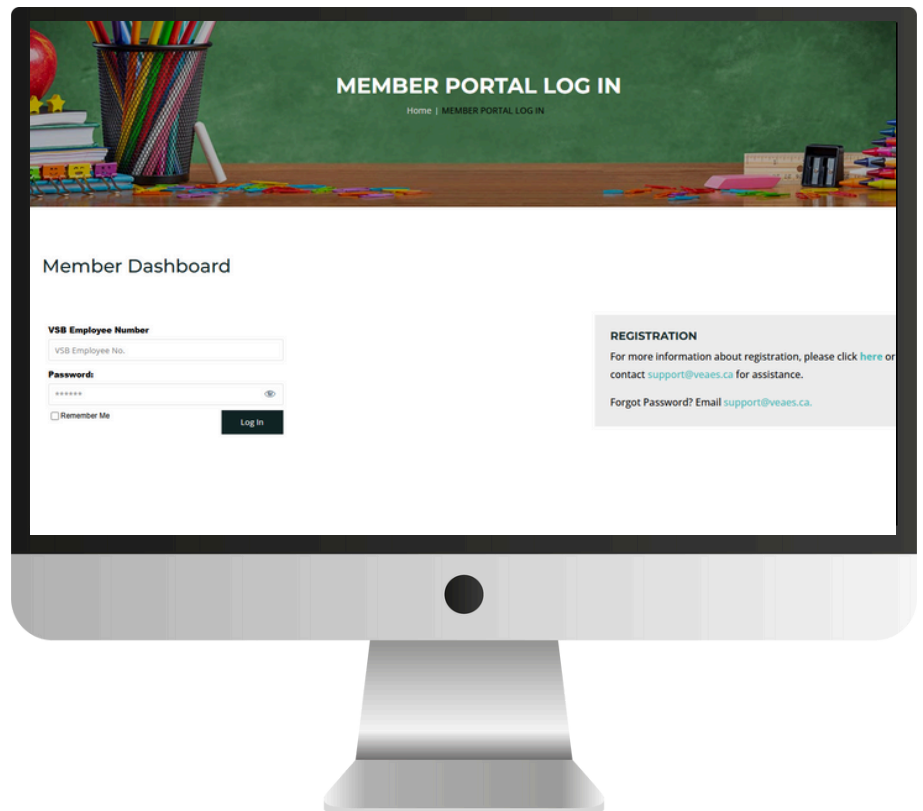 MEMBER PORTAL LOG IN
Home | MEMBER PORTAL LOG IN
Member Dashboard
VSB Employee Number
VSB Employee No.
Password:
******
Remember Me
Log In
REGISTRATION
For more information about registration, please click here or
contact support@veaes.ca for assistance.
Forgot Password? Email support@veaes.ca.